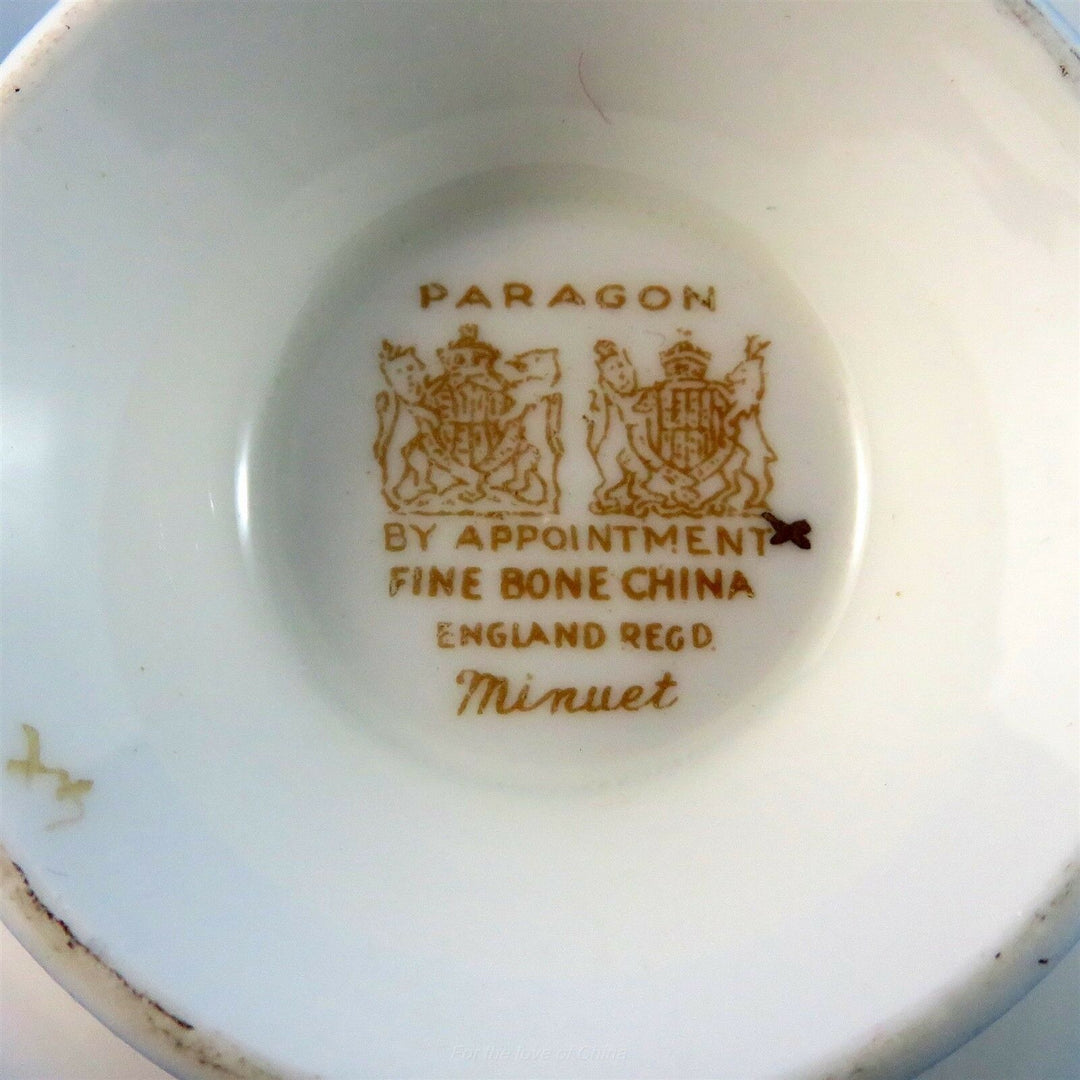 PARAGON
BY APPOINTMENT
FINE BONE CHINA
ENGLAND REGD.
Minuet
For the love of China